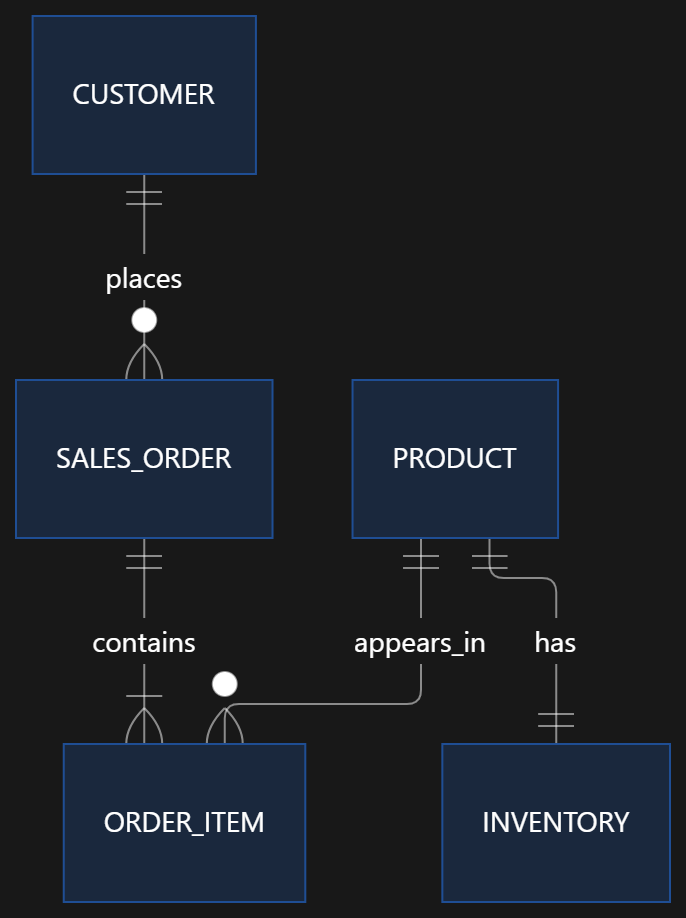 CUSTOMER
places
SALES_ORDER
PRODUCT
contains
appears_in
has
ORDER_ITEM
INVENTORY